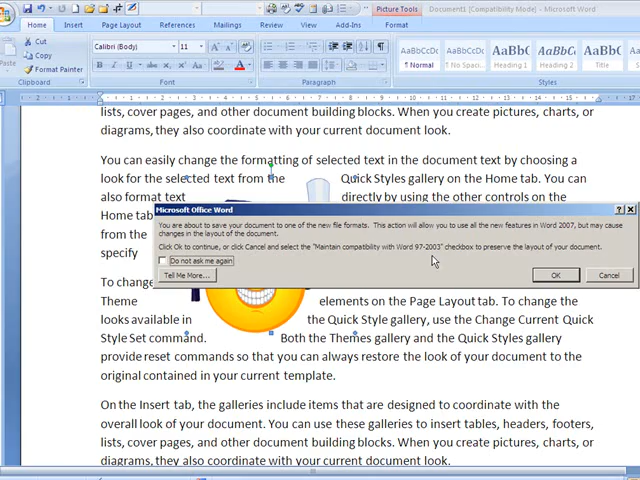 Picture Tools
Document1 [Compatibility Mode] -
Home Insert Page Layout References Mailings Review View Add-Ins Format
Cut
Copy
Format Painter
Clipboard
Calibri (Body) 11
B I U
Font
Paragraph
AaBbCcDc AaBbCcDc AaBbC AaBbCc AaBb
¶ Normal Heading 1 Heading 2
Styles
lists, cover pages, and other document building blocks. When you create pictures, charts, or
diagrams, they also coordinate with your current document look.
You can easily change the formatting of selected text in the document text by choosing a
look for the selected text from the Quick Styles gallery on the Home tab. You can
also format text directly by using the other controls on the
Home tab
from the
specify
Microsoft Office Word
You are about to save your document to one of the new file formats. This action will allow you to use all the new features in Word 2007, but may cause
changes in the layout of the document.
Click Ok to continue, or click Cancel and select the "Maintain compatibility with Word 97-2003" checkbox to preserve the layout of your document.
Do not ask me again
Tell Me More... OK Cancel
To change
Theme elements on the Page Layout tab. To change the
looks available in the Quick Style gallery, use the Change Current Quick
Style Set command. Both the Themes gallery and the Quick Styles gallery
provide reset commands so that you can always restore the look of your document to the
original contained in your current template.
On the Insert tab, the galleries include items that are designed to coordinate with the
overall look of your document. You can use these galleries to insert tables, headers, footers,
lists, cover pages, and other document building blocks. When you create pictures, charts, or
diagrams, they also coordinate with your current document look.